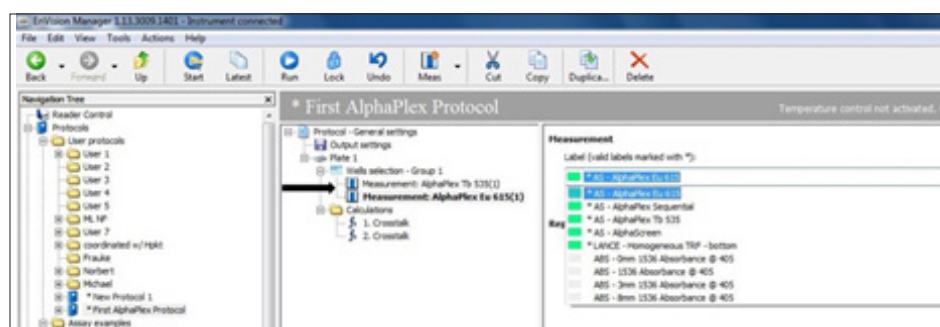 EnVision Manager 1.13.3009.1401 - Instrument connected
File Edit View Tools Actions Help
Back Forward Up Start Latest Run Lock Undo Meas Cut Copy Duplica... Delete
Navigation Tree
Reader Control
Protocols
User protocols
User 1
User 2
User 3
User 4
User 5
ML NP
User 7
coordinated w/ Hpkt
Frauke
Norbert
Michael
* New Protocol 1
* First AlphaPlex Protocol
Assay examples
* First AlphaPlex Protocol
Temperature control not activated.
Protocol - General settings
Output settings
Plate 1
Wells selection - Group 1
Measurement: AlphaPlex Tb 535(1)
Measurement: AlphaPlex Eu 615(1)
Calculations
1. Crosstalk
2. Crosstalk
Measurement
Label (valid labels marked with *):
* AS - AlphaPlex Eu 615
* AS - AlphaPlex Eu 615
* AS - AlphaPlex Sequential
* AS - AlphaPlex Tb 535
* AS - AlphaScreen
* LANCE - Homogeneous TRF - bottom
ABS - 0mm 1536 Absorbance @ 405
ABS - 1536 Absorbance @ 405
ABS - 3mm 1536 Absorbance @ 405
ABS - 8mm 1536 Absorbance @ 405